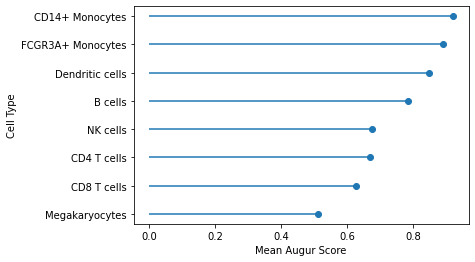 CD14+ Monocytes
FCGR3A+ Monocytes
Dendritic cells
B cells
NK cells
CD4 T cells
CD8 T cells
Megakaryocytes
Cell Type
0.0 0.2 0.4 0.6 0.8
Mean Augur Score